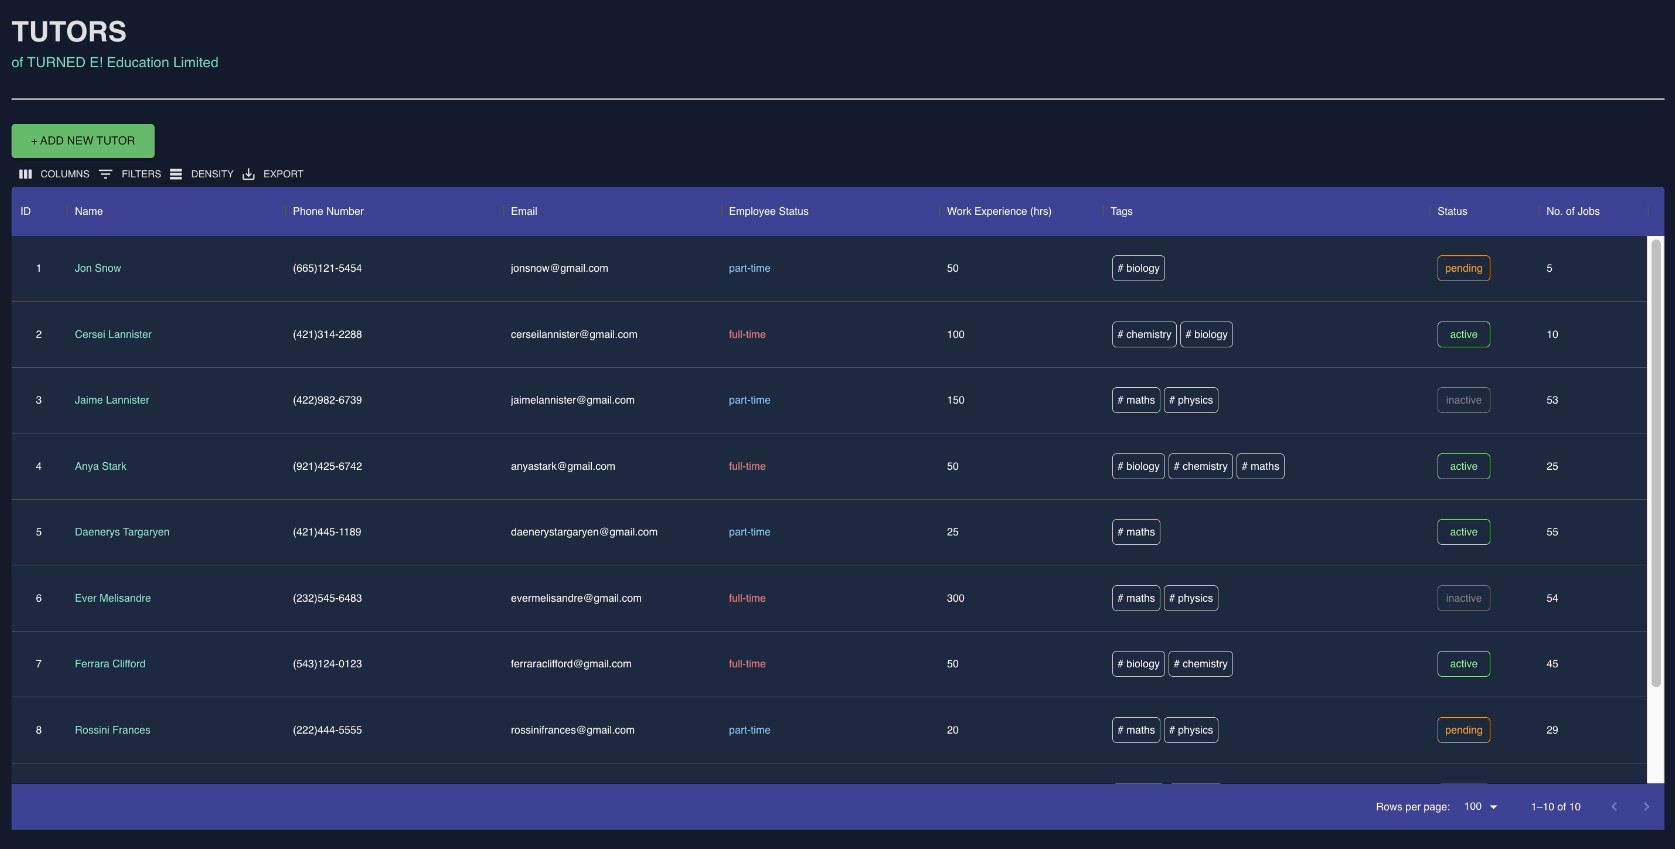 TUTORS
of TURNED E! Education Limited
+ ADD NEW TUTOR
COLUMNS FILTERS DENSITY EXPORT
ID Name Phone Number Email Employee Status Work Experience (hrs) Tags Status No. of Jobs
1 Jon Snow (665)121-5454 jonsnow@gmail.com part-time 50 # biology pending 5
2 Cersei Lannister (421)314-2288 cerseilannister@gmail.com full-time 100 # chemistry # biology active 10
3 Jaime Lannister (422)982-6739 jaimelannister@gmail.com part-time 150 # maths # physics inactive 53
4 Anya Stark (921)425-6742 anyastark@gmail.com full-time 50 # biology # chemistry # maths active 25
5 Daenerys Targaryen (421)445-1189 daenerystargaryen@gmail.com part-time 25 # maths active 55
6 Ever Melisandre (232)545-6483 evermelisandre@gmail.com full-time 300 # maths # physics inactive 54
7 Ferrara Clifford (543)124-0123 ferraraclifford@gmail.com full-time 50 # biology # chemistry active 45
8 Rossini Frances (222)444-5555 rossinifrances@gmail.com part-time 20 # maths # physics pending 29
Rows per page: 100 1–10 of 10